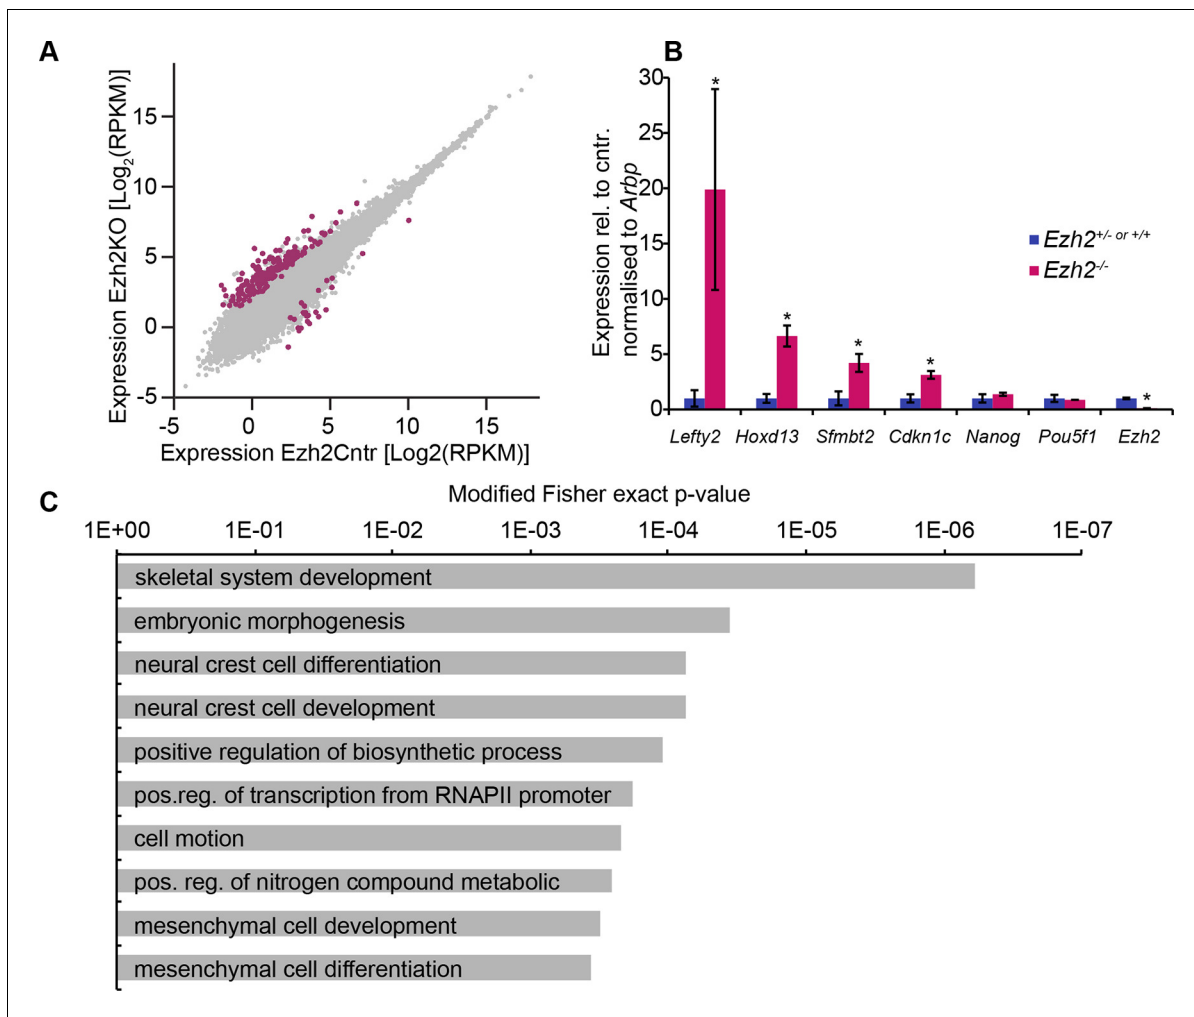 A
Expression Ezh2KO [Log2(RPKM)]
15
10
5
0
-5
-5 0 5 10 15
Expression Ezh2Cntr [Log2(RPKM)]
B
Expression rel. to cntr.
normalised to Arbp
30
25
20
15
10
5
0
* * * * *
Ezh2+/- or +/+
Ezh2-/-
Lefty2 Hoxd13 Sfmbt2 Cdkn1c Nanog Pou5f1 Ezh2
C
Modified Fisher exact p-value
1E+00 1E-01 1E-02 1E-03 1E-04 1E-05 1E-06 1E-07
skeletal system development
embryonic morphogenesis
neural crest cell differentiation
neural crest cell development
positive regulation of biosynthetic process
pos.reg. of transcription from RNAPII promoter
cell motion
pos. reg. of nitrogen compound metabolic
mesenchymal cell development
mesenchymal cell differentiation